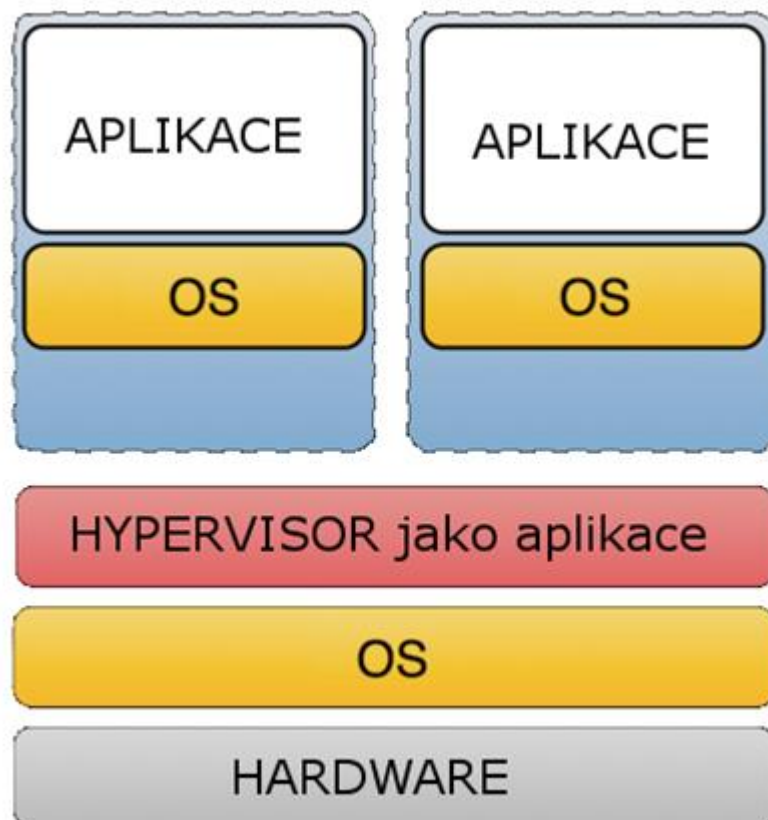 APLIKACE
APLIKACE
OS
OS
HYPERVISOR jako aplikace
OS
HARDWARE